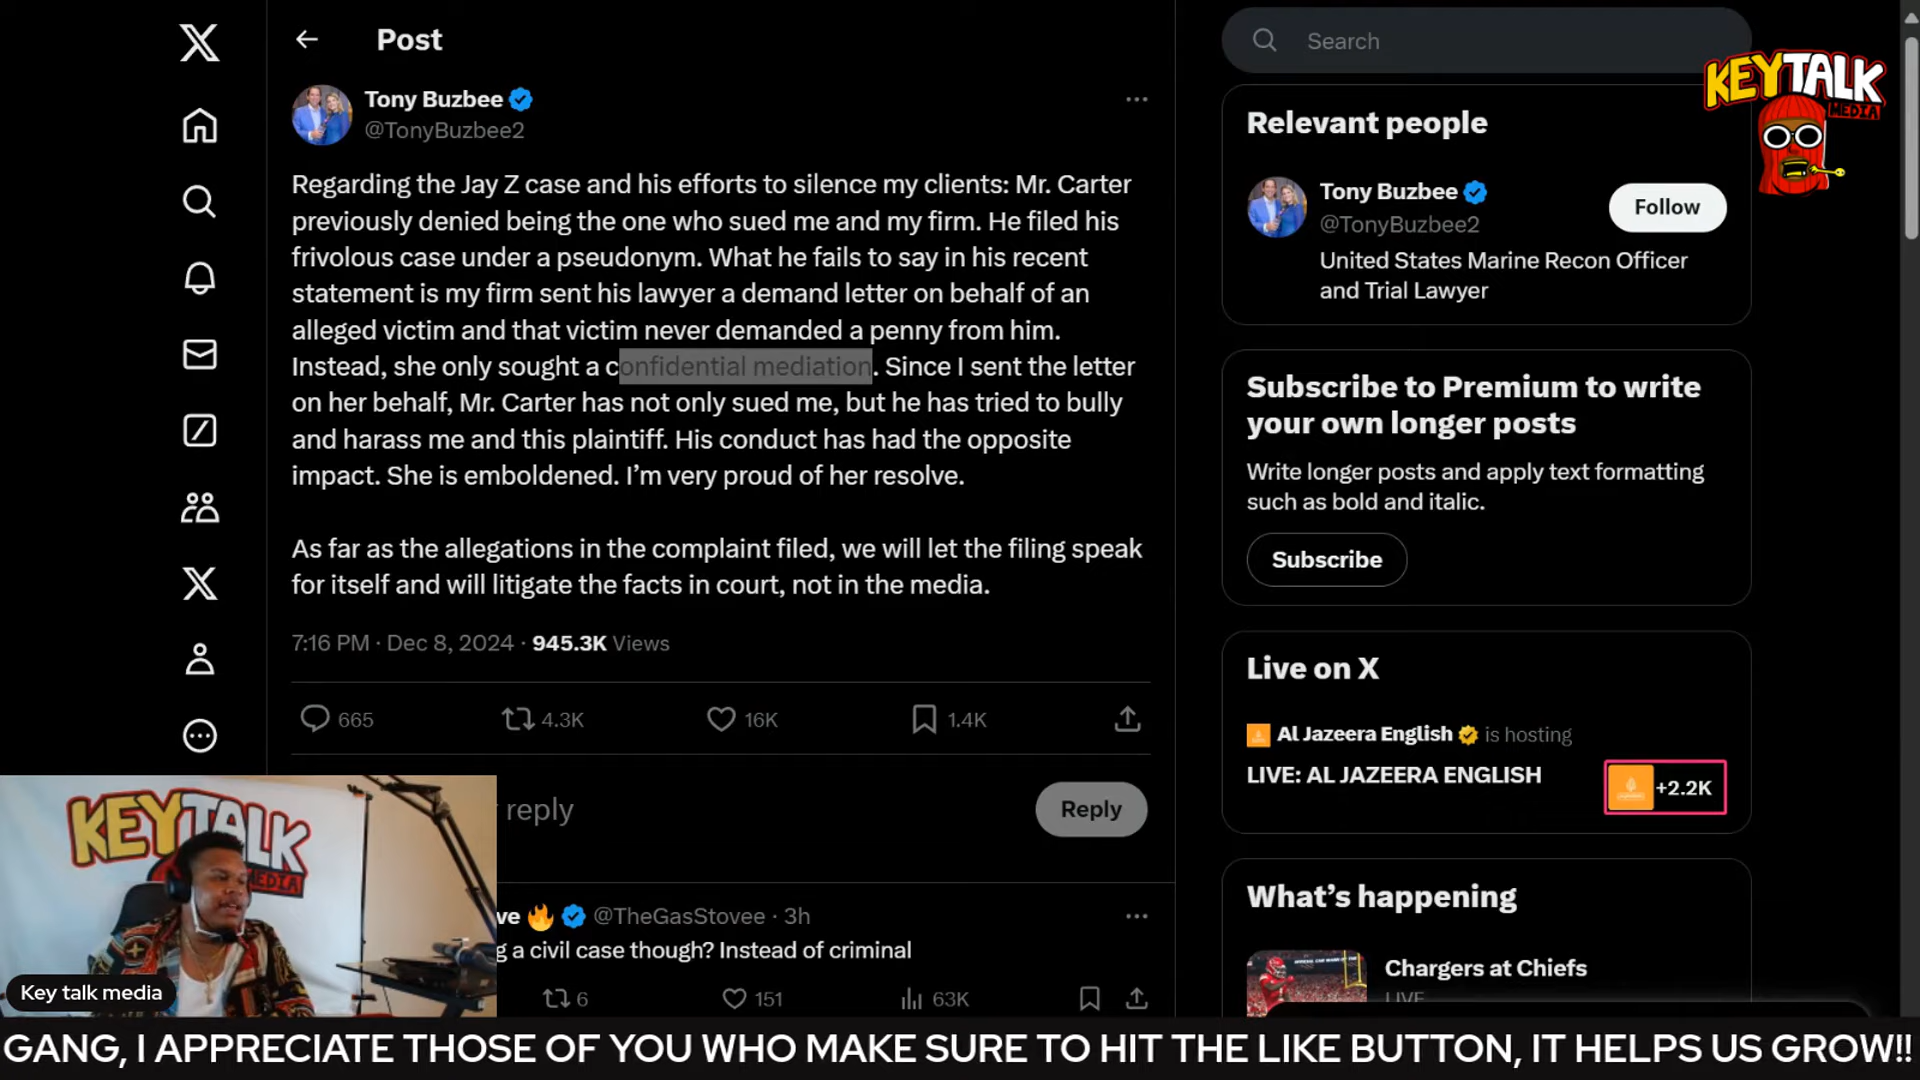 Post
Search
KEYTALK
MEDIA
Tony Buzbee
@TonyBuzbee2
Regarding the Jay Z case and his efforts to silence my clients: Mr. Carter
previously denied being the one who sued me and my firm. He filed his
frivolous case under a pseudonym. What he fails to say in his recent
statement is my firm sent his lawyer a demand letter on behalf of an
alleged victim and that victim never demanded a penny from him.
Instead, she only sought a confidential mediation. Since I sent the letter
on her behalf, Mr. Carter has not only sued me, but he has tried to bully
and harass me and this plaintiff. His conduct has had the opposite
impact. She is emboldened. I’m very proud of her resolve.
As far as the allegations in the complaint filed, we will let the filing speak
for itself and will litigate the facts in court, not in the media.
7:16 PM · Dec 8, 2024 · 945.3K Views
665 4.3K 16K 1.4K
reply
Reply
ve 🔥 @TheGasStovee · 3h
g a civil case though? Instead of criminal
6 151 63K
Relevant people
Tony Buzbee
@TonyBuzbee2
Follow
United States Marine Recon Officer
and Trial Lawyer
Subscribe to Premium to write
your own longer posts
Write longer posts and apply text formatting
such as bold and italic.
Subscribe
Live on X
Al Jazeera English is hosting
LIVE: AL JAZEERA ENGLISH
+2.2K
What’s happening
Chargers at Chiefs
LIVE
KEYTALK
MEDIA
Key talk media
GANG, I APPRECIATE THOSE OF YOU WHO MAKE SURE TO HIT THE LIKE BUTTON, IT HELPS US GROW!!